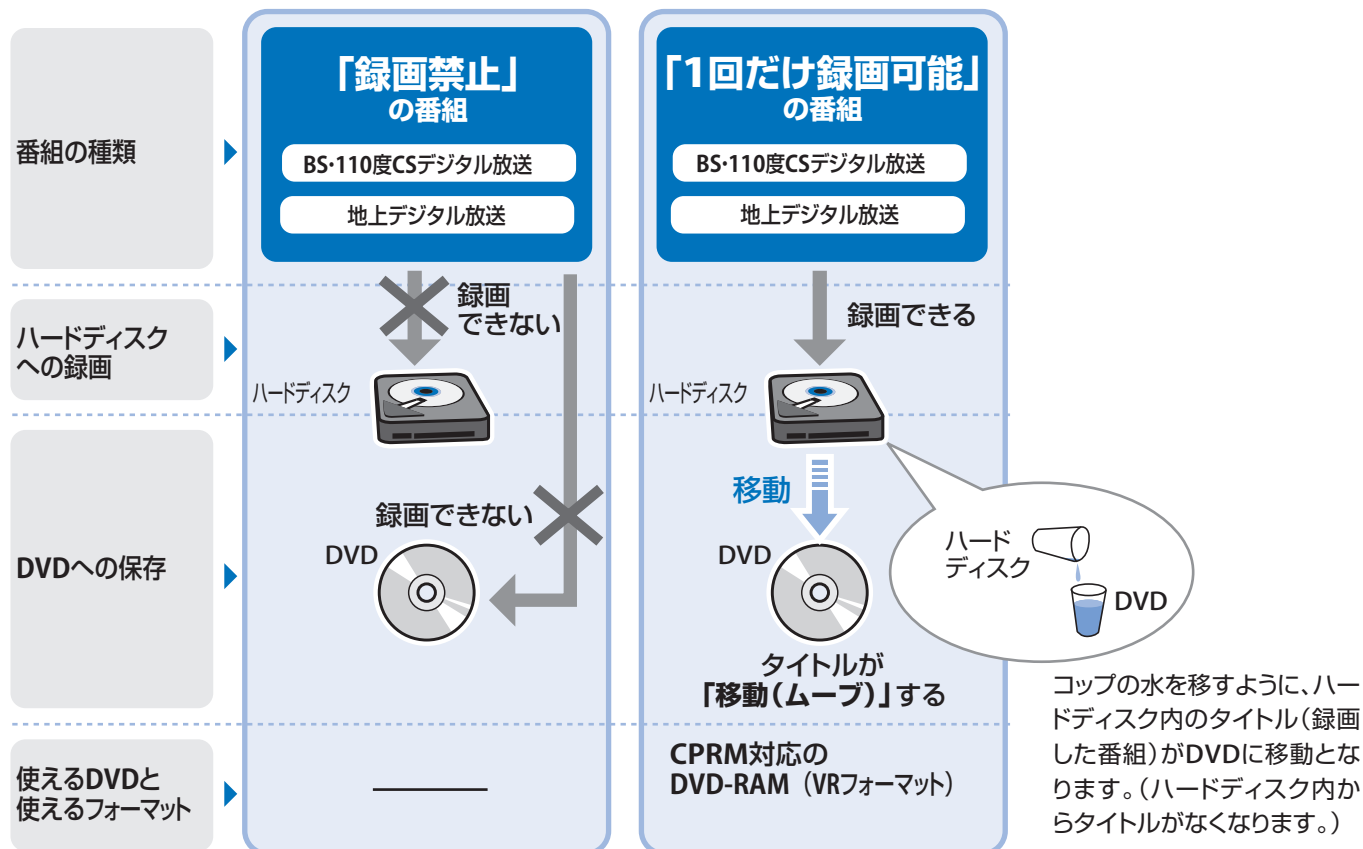 番組の種類
「録画禁止」
の番組
BS・110度CSデジタル放送
地上デジタル放送
「1回だけ録画可能」
の番組
BS・110度CSデジタル放送
地上デジタル放送
ハードディスク
への録画
録画
できない
ハードディスク
録画できる
ハードディスク
DVDへの保存
録画できない
DVD
移動
DVD
タイトルが
「移動（ムーブ）」する
ハード
ディスク
DVD
コップの水を移すように、ハー
ドディスク内のタイトル（録画
した番組）がDVDに移動とな
ります。（ハードディスク内か
らタイトルがなくなります。）
使えるDVDと
使えるフォーマット
CPRM対応の
DVD-RAM（VRフォーマット）